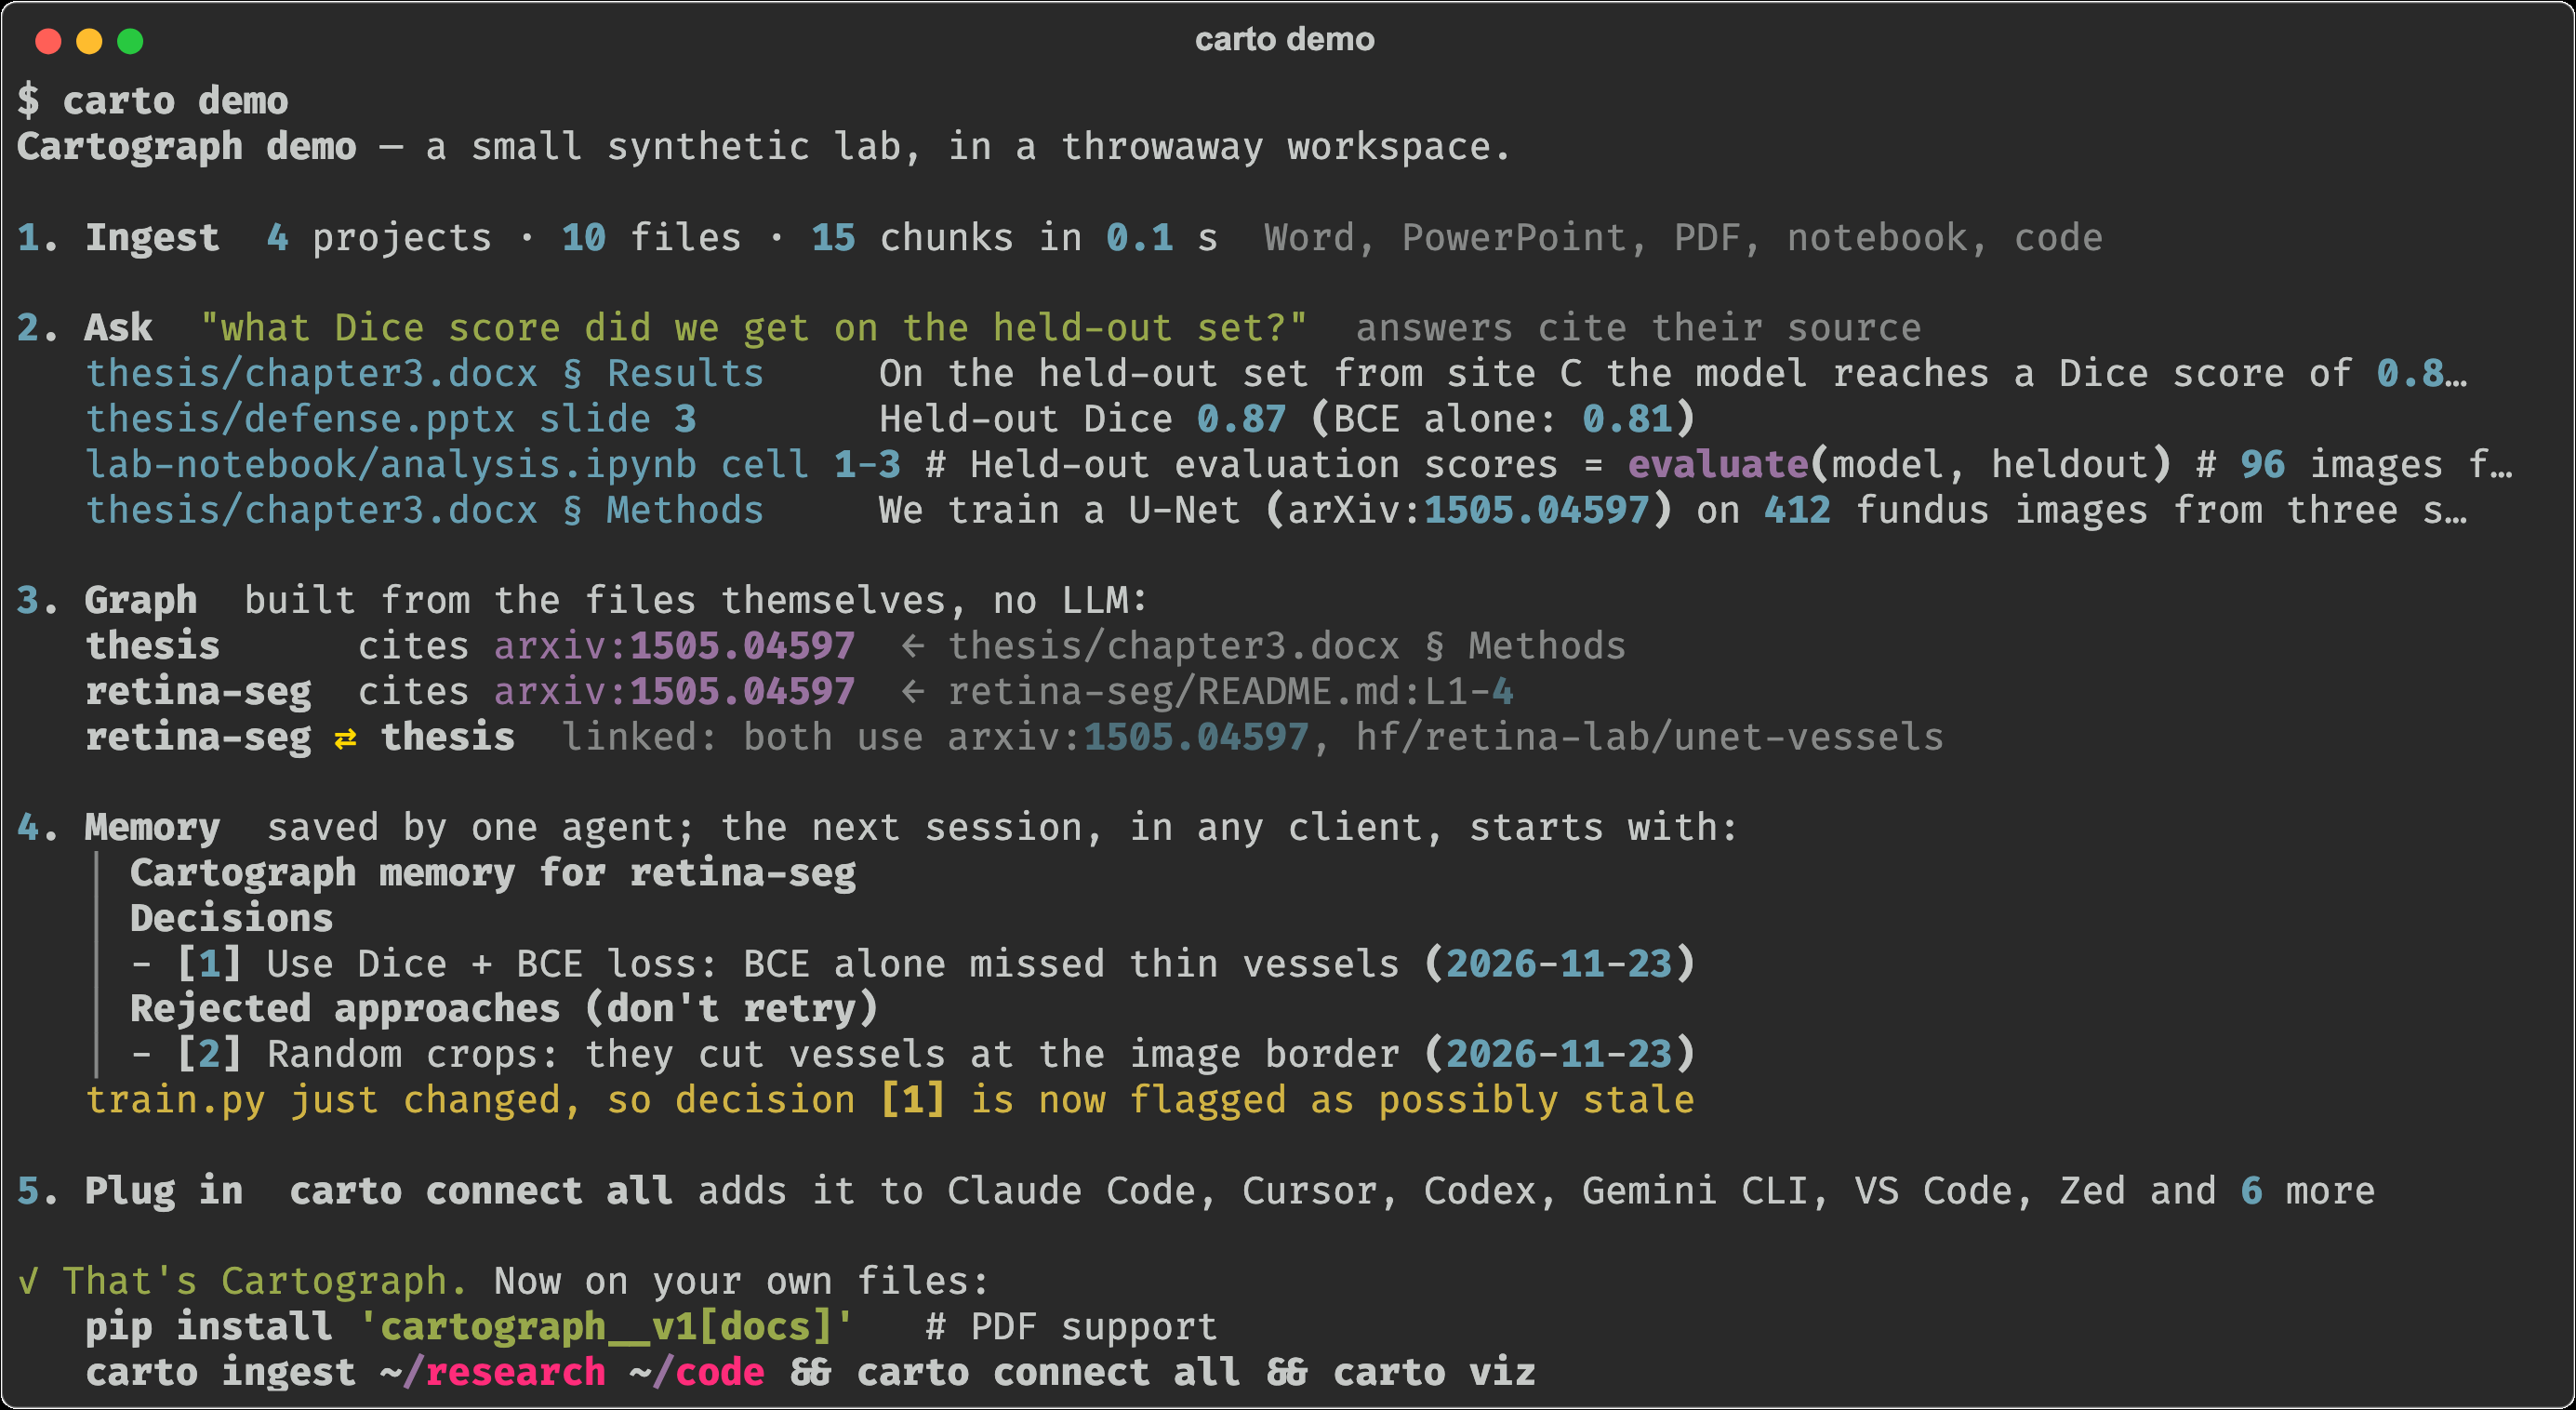 carto demo
$ carto demo
Cartograph demo — a small synthetic lab, in a throwaway workspace.
1. Ingest  4 projects · 10 files · 15 chunks in 0.1 s  Word, PowerPoint, PDF, notebook, code
2. Ask  "what Dice score did we get on the held-out set?"  answers cite their source
thesis/chapter3.docx § Results     On the held-out set from site C the model reaches a Dice score of 0.8…
thesis/defense.pptx slide 3        Held-out Dice 0.87 (BCE alone: 0.81)
lab-notebook/analysis.ipynb cell 1-3 # Held-out evaluation scores = evaluate(model, heldout) # 96 images f…
thesis/chapter3.docx § Methods     We train a U-Net (arXiv:1505.04597) on 412 fundus images from three s…
3. Graph  built from the files themselves, no LLM:
thesis      cites arxiv:1505.04597  ← thesis/chapter3.docx § Methods
retina-seg  cites arxiv:1505.04597  ← retina-seg/README.md:L1-4
retina-seg ⇄ thesis  linked: both use arxiv:1505.04597, hf/retina-lab/unet-vessels
4. Memory  saved by one agent; the next session, in any client, starts with:
Cartograph memory for retina-seg
Decisions
- [1] Use Dice + BCE loss: BCE alone missed thin vessels (2026-11-23)
Rejected approaches (don't retry)
- [2] Random crops: they cut vessels at the image border (2026-11-23)
train.py just changed, so decision [1] is now flagged as possibly stale
5. Plug in  carto connect all adds it to Claude Code, Cursor, Codex, Gemini CLI, VS Code, Zed and 6 more
✓ That's Cartograph. Now on your own files:
pip install 'cartograph__v1[docs]'   # PDF support
carto ingest ~/research ~/code && carto connect all && carto viz